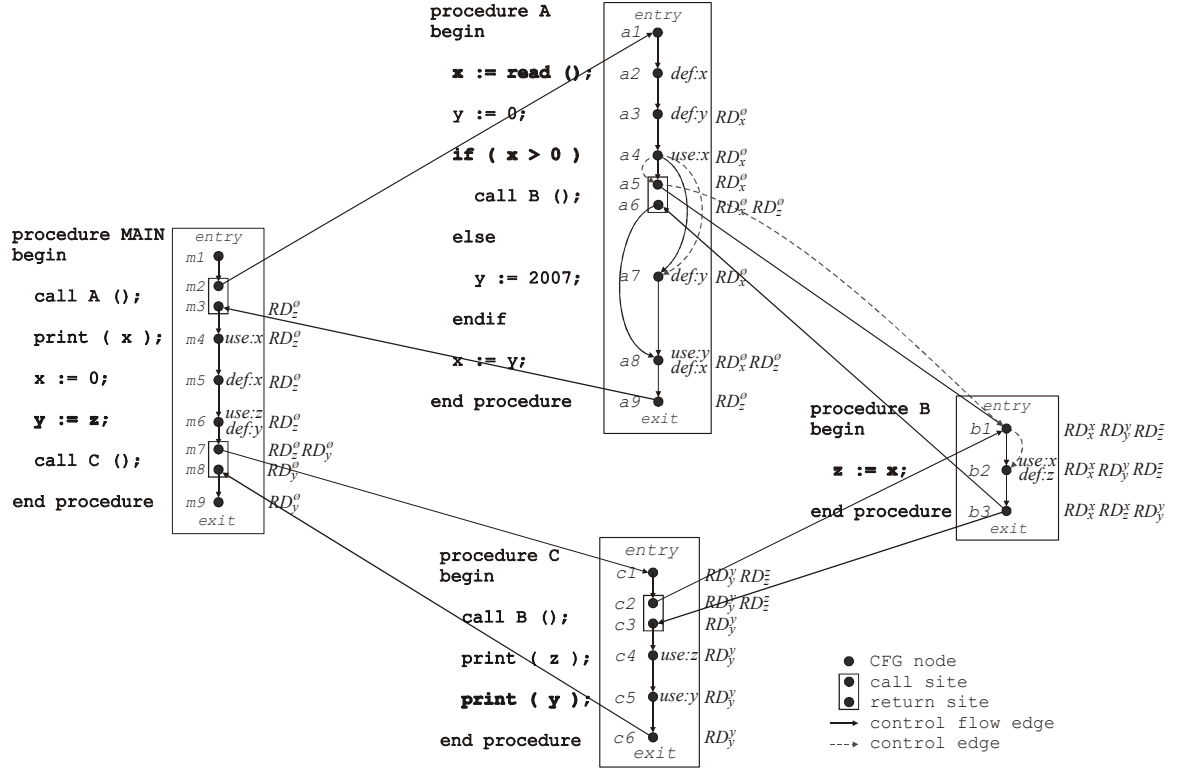 procedure A
begin
x := read ();
y := 0;
if ( x > 0 )
call B ();
else
y := 2007;
endif
x := y;
end procedure
entry
a1
a2 def:x
a3 def:y RD_x^ø
a4 use:x RD_x^ø
a5 RD_x^ø
a6 RD_x^ø RD_z^ø
a7 def:y RD_x^ø
a8 use:y def:x RD_x^ø RD_z^ø
a9 RD_z^ø
exit
procedure MAIN
begin
call A ();
print ( x );
x := 0;
y := z;
call C ();
end procedure
entry
m1
m2
m3 RD_z^ø
m4 use:x RD_z^ø
m5 def:x RD_z^ø
m6 use:z def:y RD_z^ø
m7 RD_z^ø RD_y^ø
m8 RD_y^ø
m9 RD_y^ø
exit
procedure B
begin
z := x;
end procedure
entry
b1 RD_x^x RD_y^y RD_z^z
b2 use:x def:z RD_x^x RD_y^y RD_z^z
b3 RD_x^x RD_z^x RD_y^y
exit
procedure C
begin
call B ();
print ( z );
print ( y );
end procedure
entry
c1 RD_y^y RD_z^z
c2 RD_y^y RD_z^z
c3 RD_y^y
c4 use:z RD_y^y
c5 use:y RD_y^y
c6 RD_y^y
exit
CFG node
call site
return site
control flow edge
control edge